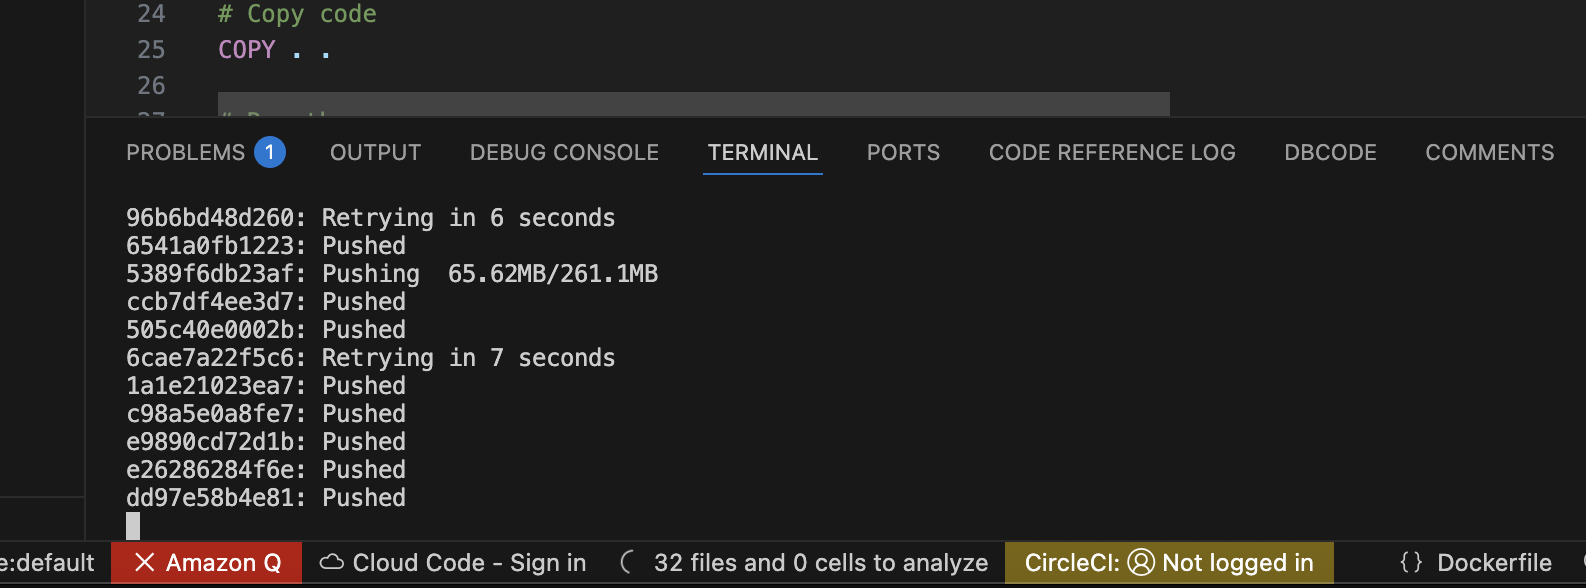 24 # Copy code
25 COPY . .
26
PROBLEMS 1 OUTPUT DEBUG CONSOLE TERMINAL PORTS CODE REFERENCE LOG DBCODE COMMENTS
96b6bd48d260: Retrying in 6 seconds
6541a0fb1223: Pushed
5389f6db23af: Pushing 65.62MB/261.1MB
ccb7df4ee3d7: Pushed
505c40e0002b: Pushed
6cae7a22f5c6: Retrying in 7 seconds
1a1e21023ea7: Pushed
c98a5e0a8fe7: Pushed
e9890cd72d1b: Pushed
e26286284f6e: Pushed
dd97e58b4e81: Pushed
e:default Amazon Q Cloud Code - Sign in 32 files and 0 cells to analyze CircleCI: Not logged in {} Dockerfile